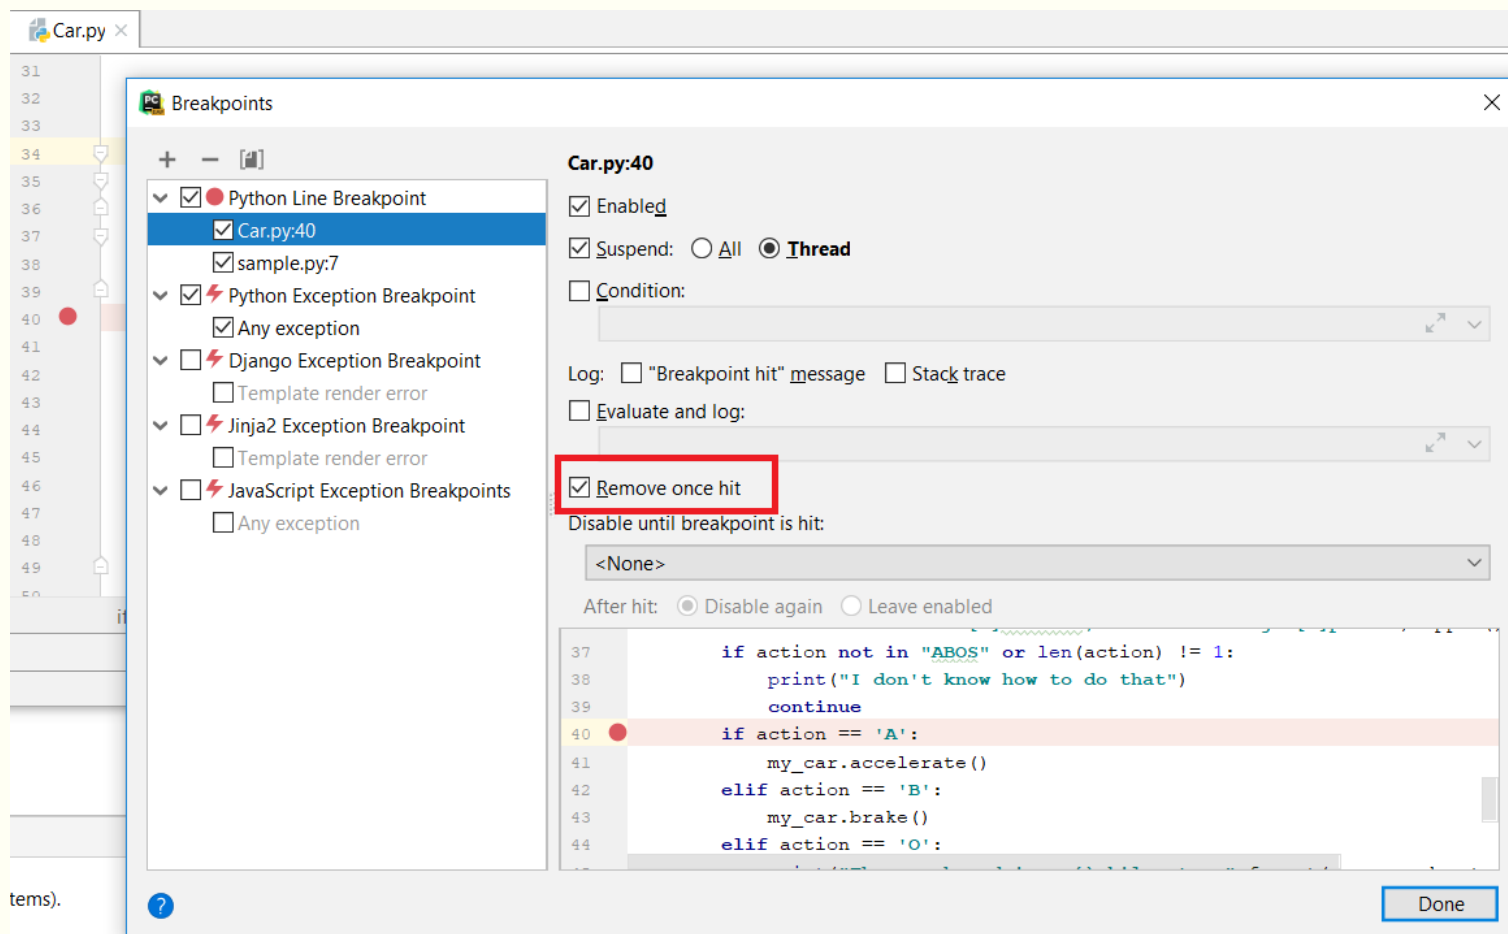 Car.py
31
32
33
34
35
36
37
38
39
40
41
42
43
44
45
46
47
48
49
50
if
tems).
Breakpoints
Python Line Breakpoint
Car.py:40
sample.py:7
Python Exception Breakpoint
Any exception
Django Exception Breakpoint
Template render error
Jinja2 Exception Breakpoint
Template render error
JavaScript Exception Breakpoints
Any exception
Car.py:40
Enabled
Suspend: All Thread
Condition:
Log: "Breakpoint hit" message Stack trace
Evaluate and log:
Remove once hit
Disable until breakpoint is hit:
<None>
After hit: Disable again Leave enabled
37 if action not in "ABOS" or len(action) != 1:
38 print("I don't know how to do that")
39 continue
40 if action == 'A':
41 my_car.accelerate()
42 elif action == 'B':
43 my_car.brake()
44 elif action == 'O':
?
Done